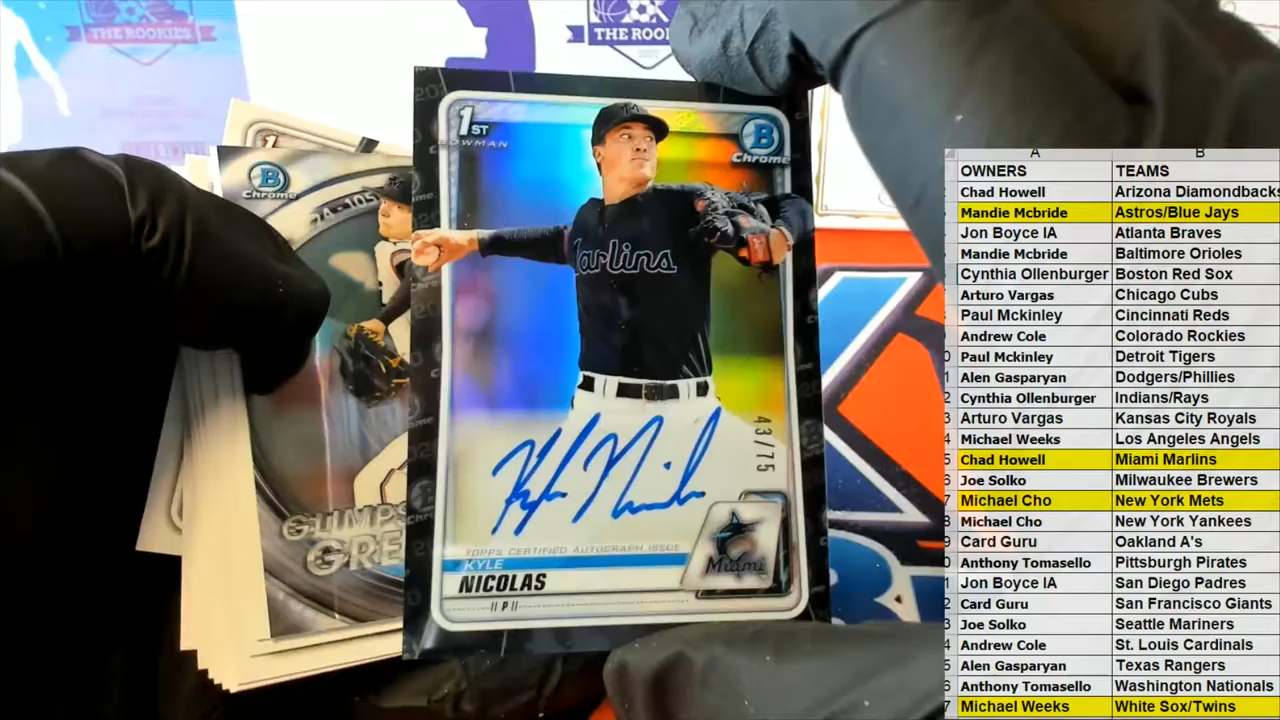 THE ROOKIES
THE ROOK
1ST
BOWMAN
B
Chrome
B
Chrome
Marlins
43/75
Kyle Nicolas
GLIMPS
GRE
TOPPS CERTIFIED AUTOGRAPH ISSUE
KYLE
NICOLAS
P
Miami
A B
OWNERS TEAMS
Chad Howell Arizona Diamondbacks
Mandie Mcbride Astros/Blue Jays
Jon Boyce IA Atlanta Braves
Mandie Mcbride Baltimore Orioles
Cynthia Ollenburger Boston Red Sox
Arturo Vargas Chicago Cubs
Paul Mckinley Cincinnati Reds
Andrew Cole Colorado Rockies
Paul Mckinley Detroit Tigers
Alen Gasparyan Dodgers/Phillies
Cynthia Ollenburger Indians/Rays
Arturo Vargas Kansas City Royals
Michael Weeks Los Angeles Angels
Chad Howell Miami Marlins
Joe Solko Milwaukee Brewers
Michael Cho New York Mets
Michael Cho New York Yankees
Card Guru Oakland A's
Anthony Tomasello Pittsburgh Pirates
Jon Boyce IA San Diego Padres
Card Guru San Francisco Giants
Joe Solko Seattle Mariners
Andrew Cole St. Louis Cardinals
Alen Gasparyan Texas Rangers
Anthony Tomasello Washington Nationals
Michael Weeks White Sox/Twins